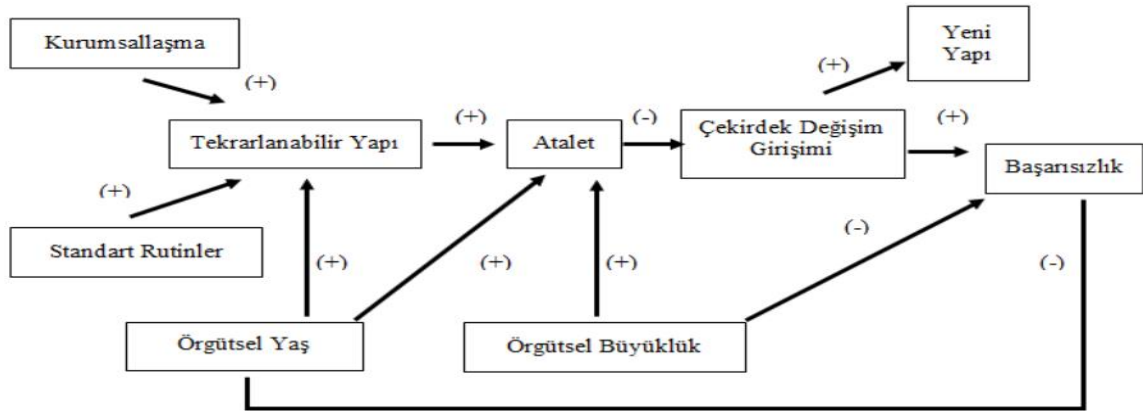 Kurumsallaşma
(+)
Yeni
Yapı
(+)
Tekrarlanabilir Yapı
(+)
Atalet
(-)
Çekirdek Değişim
Girişimi
(+)
Başarısızlık
(+)
Standart Rutinler
(+)
(+)
(+)
(-)
(-)
Örgütsel Yaş
Örgütsel Büyüklük